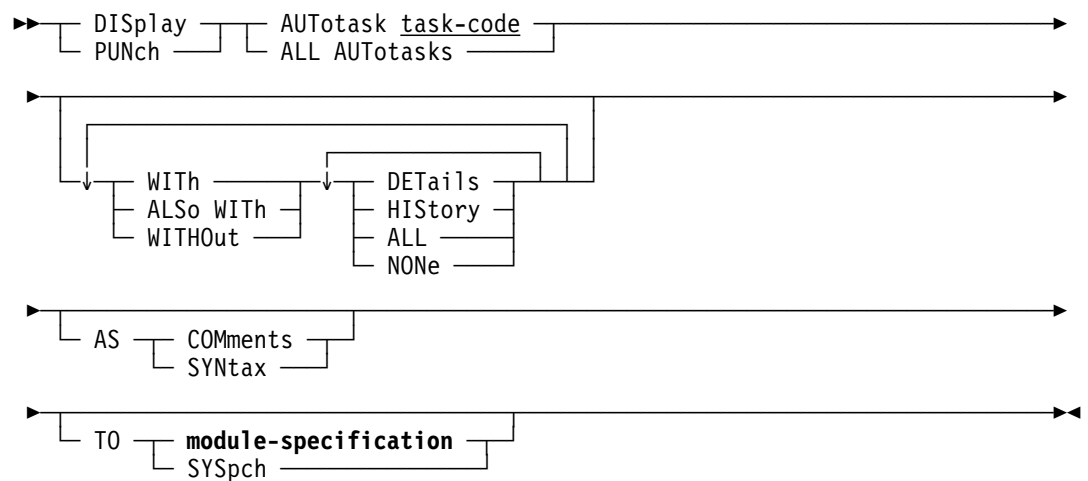 DISplay AUTotask task-code
PUNch ALL AUTotasks
WITh DETails
ALSo WITh HIStory
WITHOut ALL
NONe
AS COMments
SYNtax
TO module-specification
SYSpch